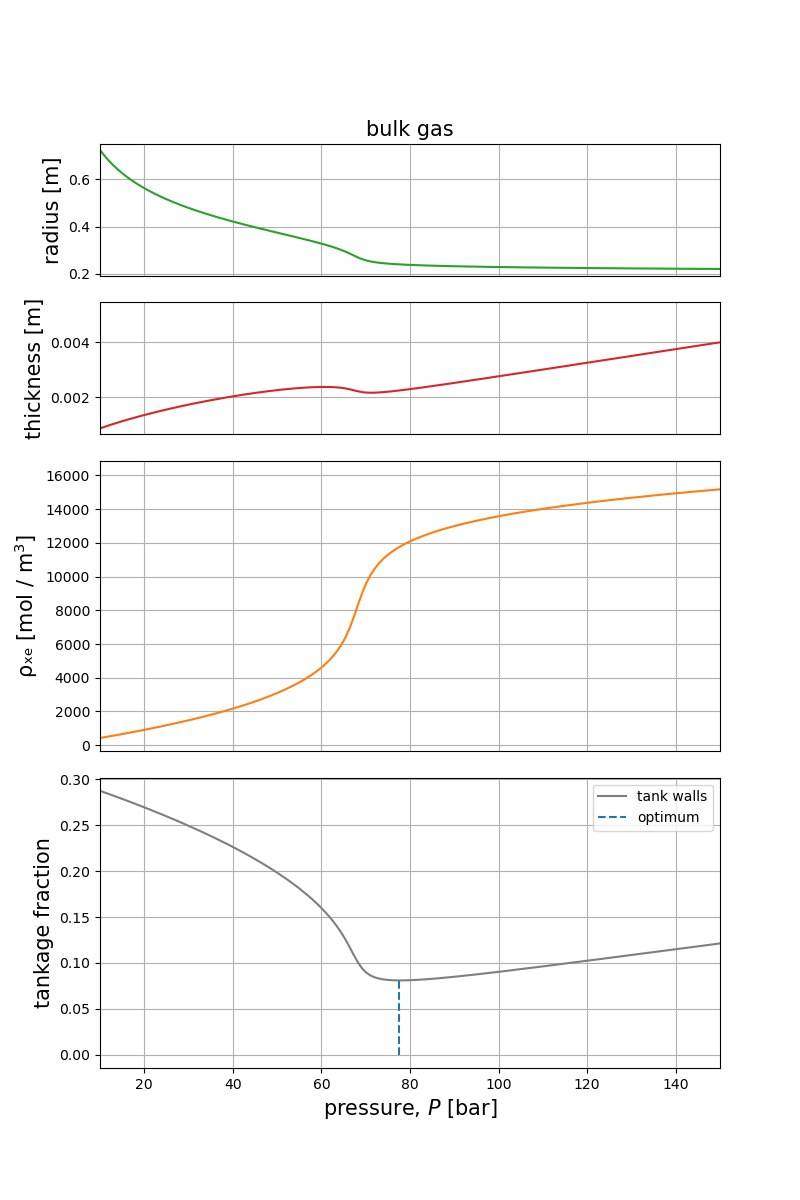 bulk gas
radius [m]
0.6
0.4
0.2
thickness [m]
0.004
0.002
ρₓₑ [mol / m³]
16000
14000
12000
10000
8000
6000
4000
2000
0
tankage fraction
0.30
0.25
0.20
0.15
0.10
0.05
0.00
tank walls
optimum
20 40 60 80 100 120 140
pressure, P [bar]